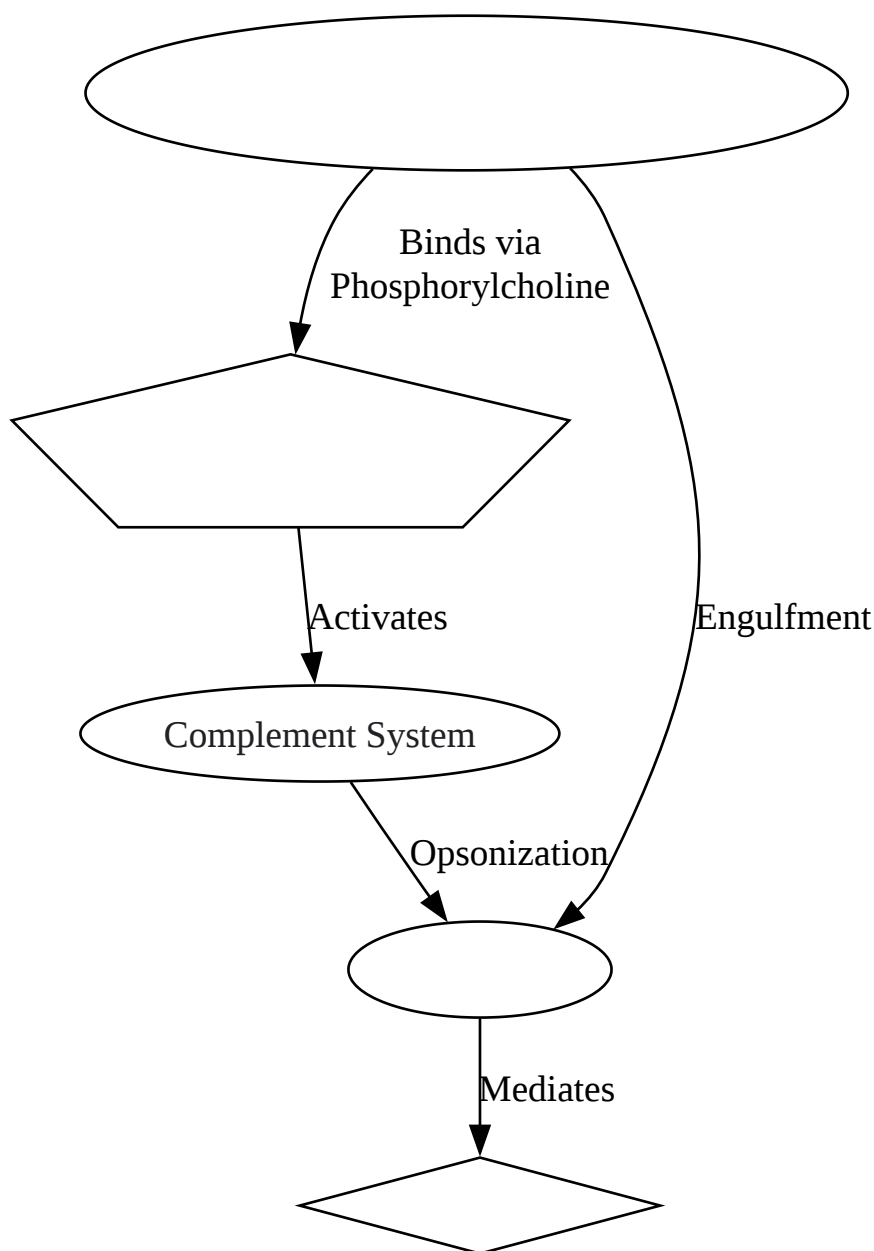 Binds via
Phosphorylcholine
Activates
Engulfment
Complement System
Opsonization
Mediates